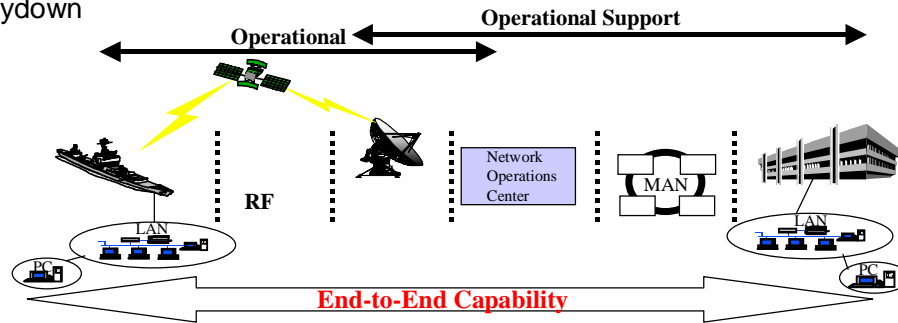 ydown
Operational Support
Operational
RF
Network
Operations
Center
MAN
LAN
PC
LAN
PC
End-to-End Capability